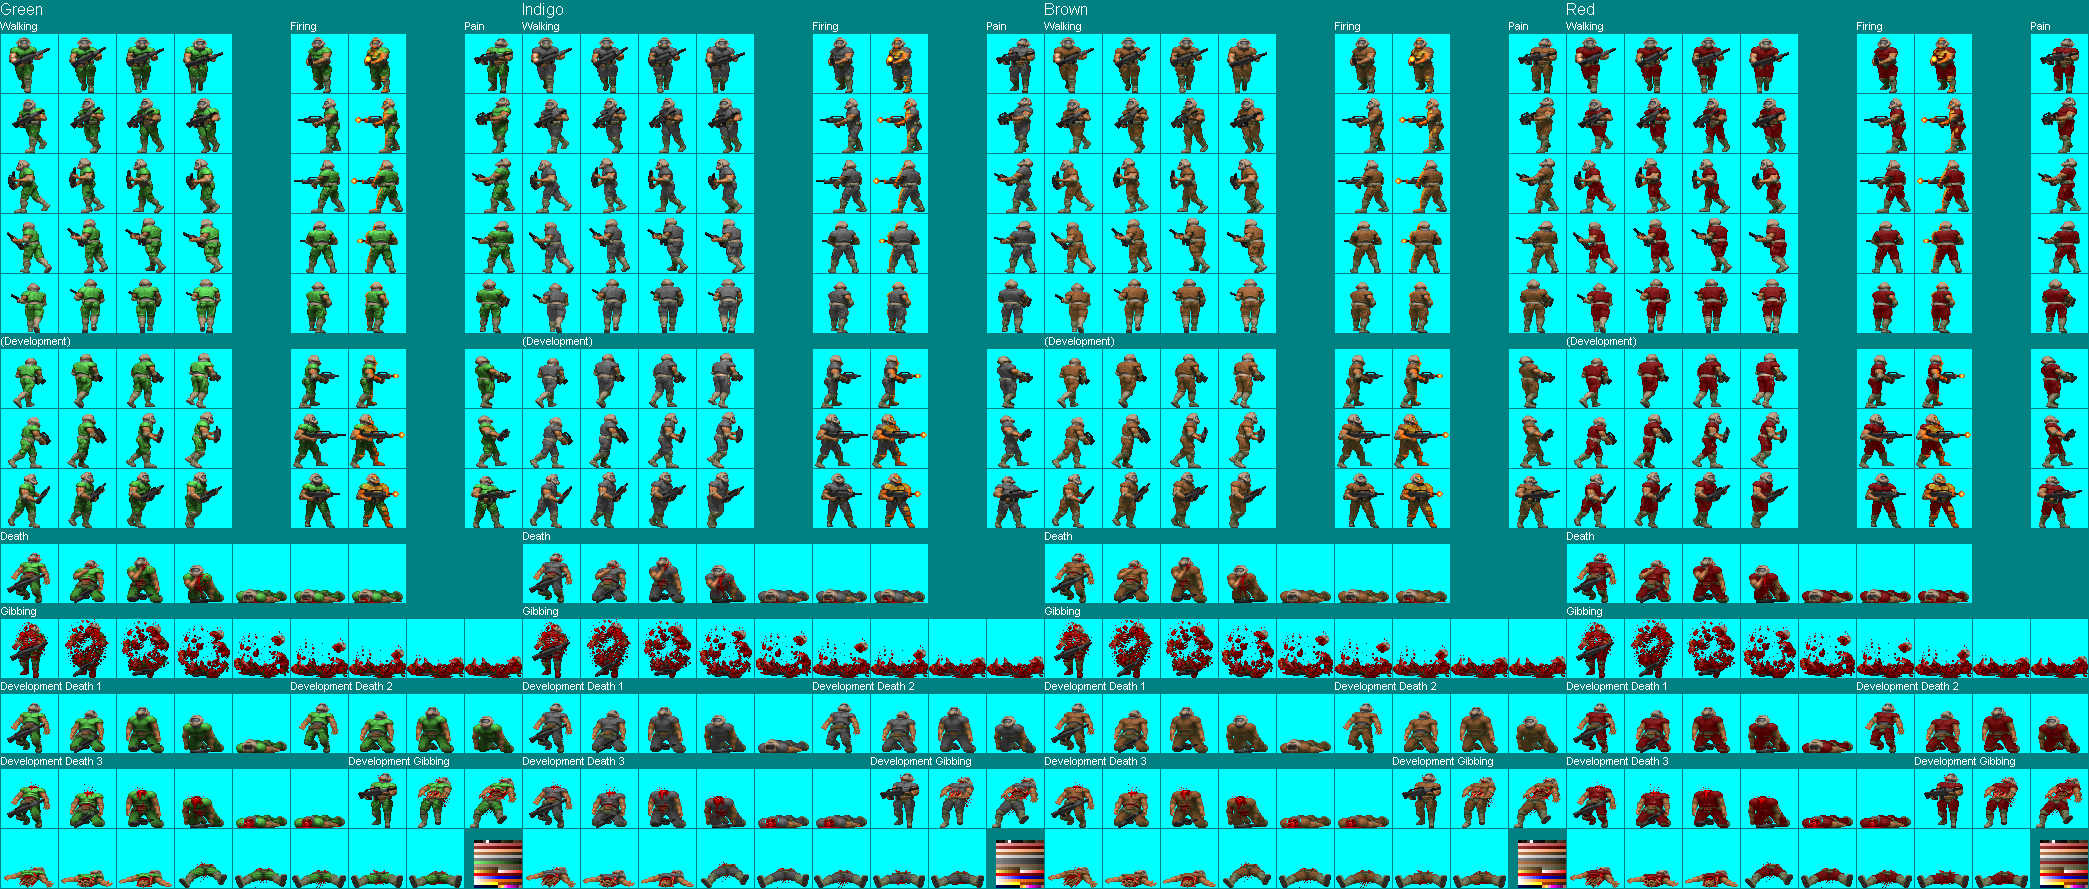 Green Indigo Brown Red
Walking Firing Pain Walking Firing Pain Walking Firing Pain Walking Firing Pain
(Development) (Development) (Development) (Development)
Death Death Death Death
Gibbing Gibbing Gibbing Gibbing
Development Death 1 Development Death 2 Development Death 1 Development Death 2 Development Death 1 Development Death 2 Development Death 1 Development Death 2
Development Death 3 Development Gibbing Development Death 3 Development Gibbing Development Death 3 Development Gibbing Development Death 3 Development Gibbing